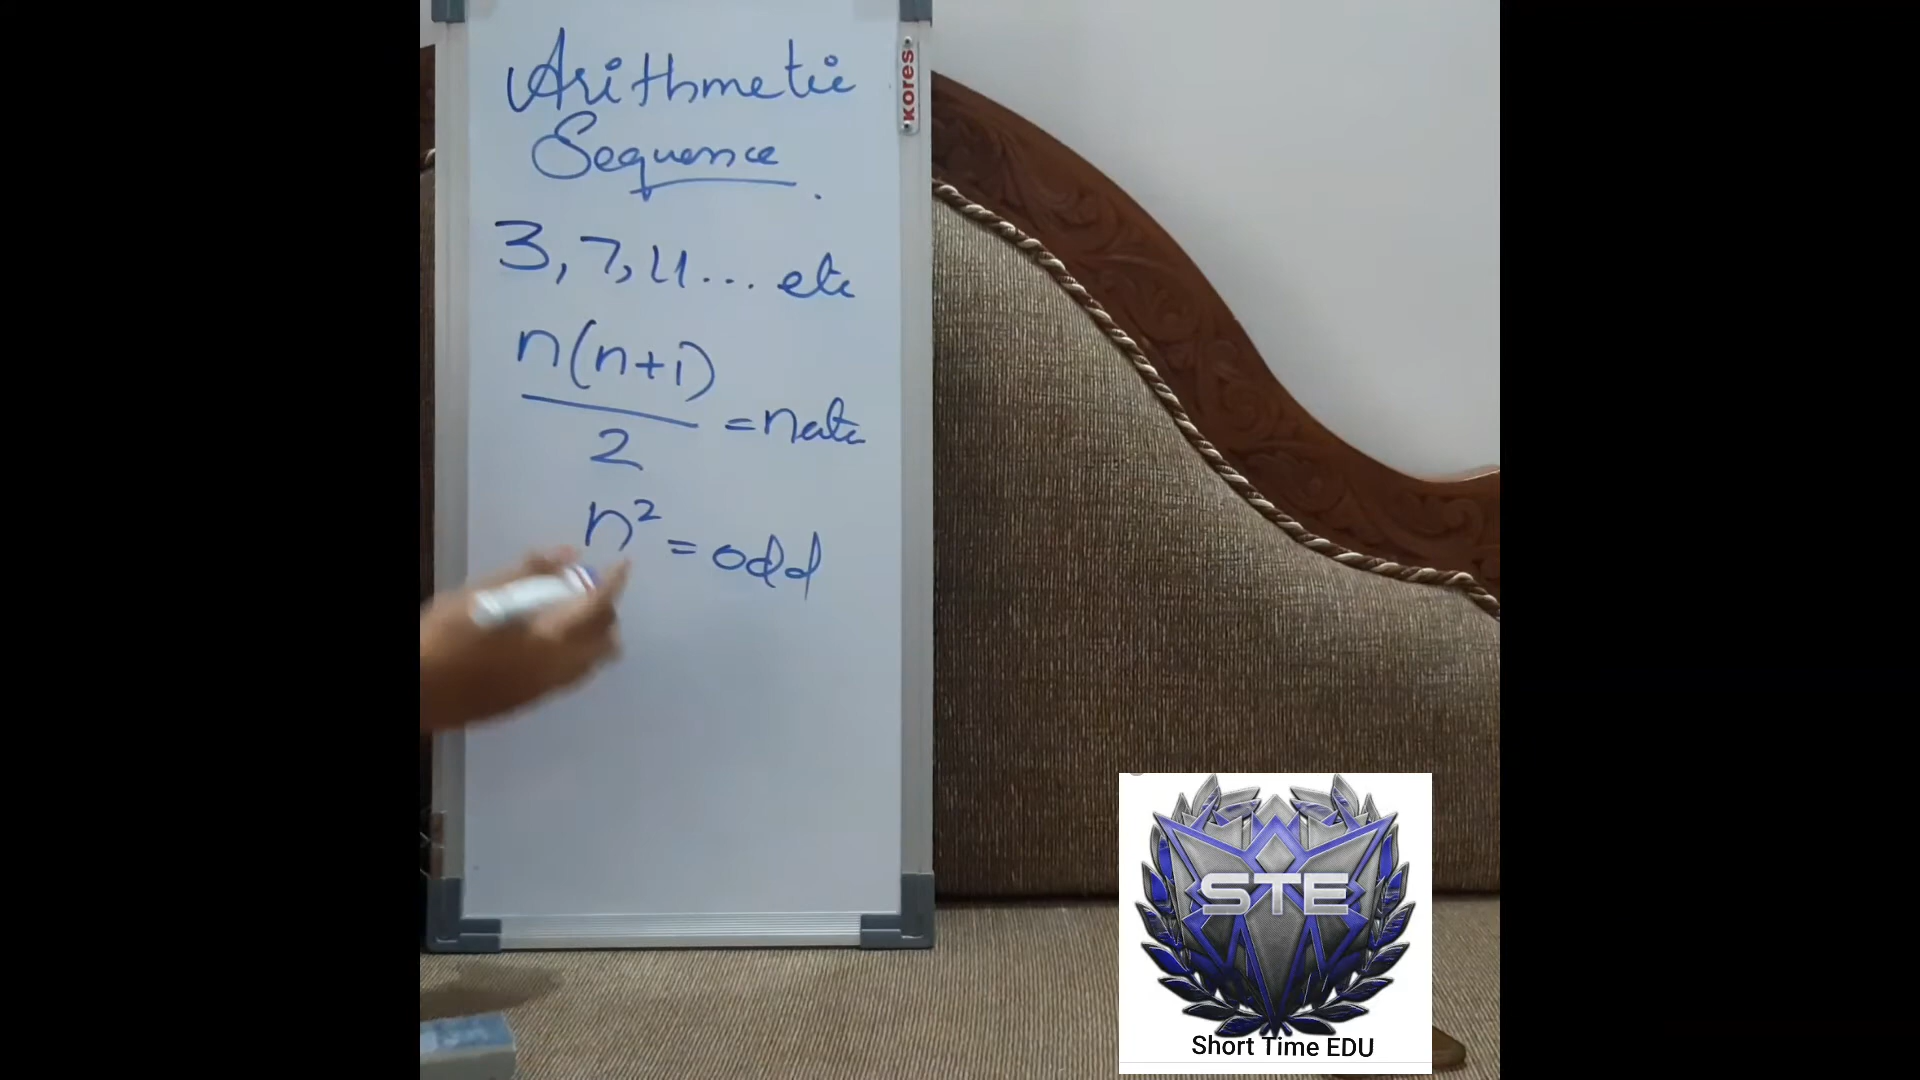 Arithmetic
Sequence
3, 7, 11... etc
n(n+1)
2
= natu
n² = odd
kores
STE
Short Time EDU